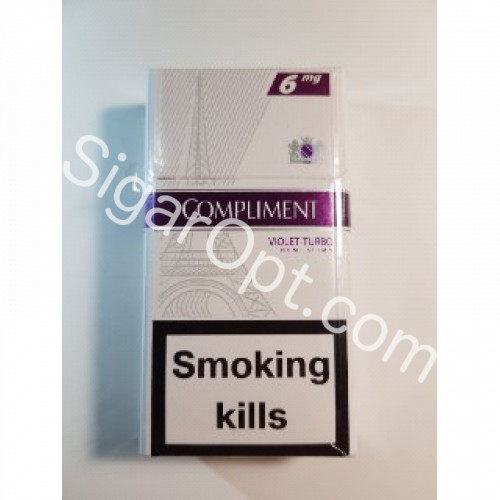 6 mg
COMPLIMENT
VIOLET TURBO
Smoking
kills
SigarOpt.com